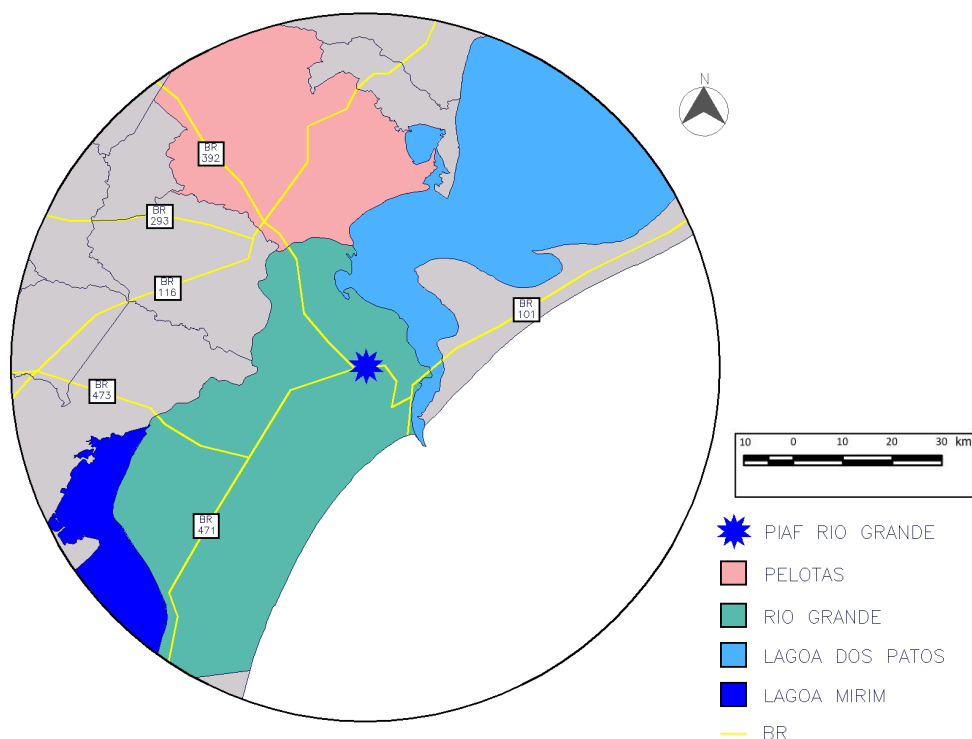 N
BR
392
BR
293
BR
116
BR
101
BR
473
BR
471
10 0 10 20 30 km
PIAF RIO GRANDE
PELOTAS
RIO GRANDE
LAGOA DOS PATOS
LAGOA MIRIM
BR